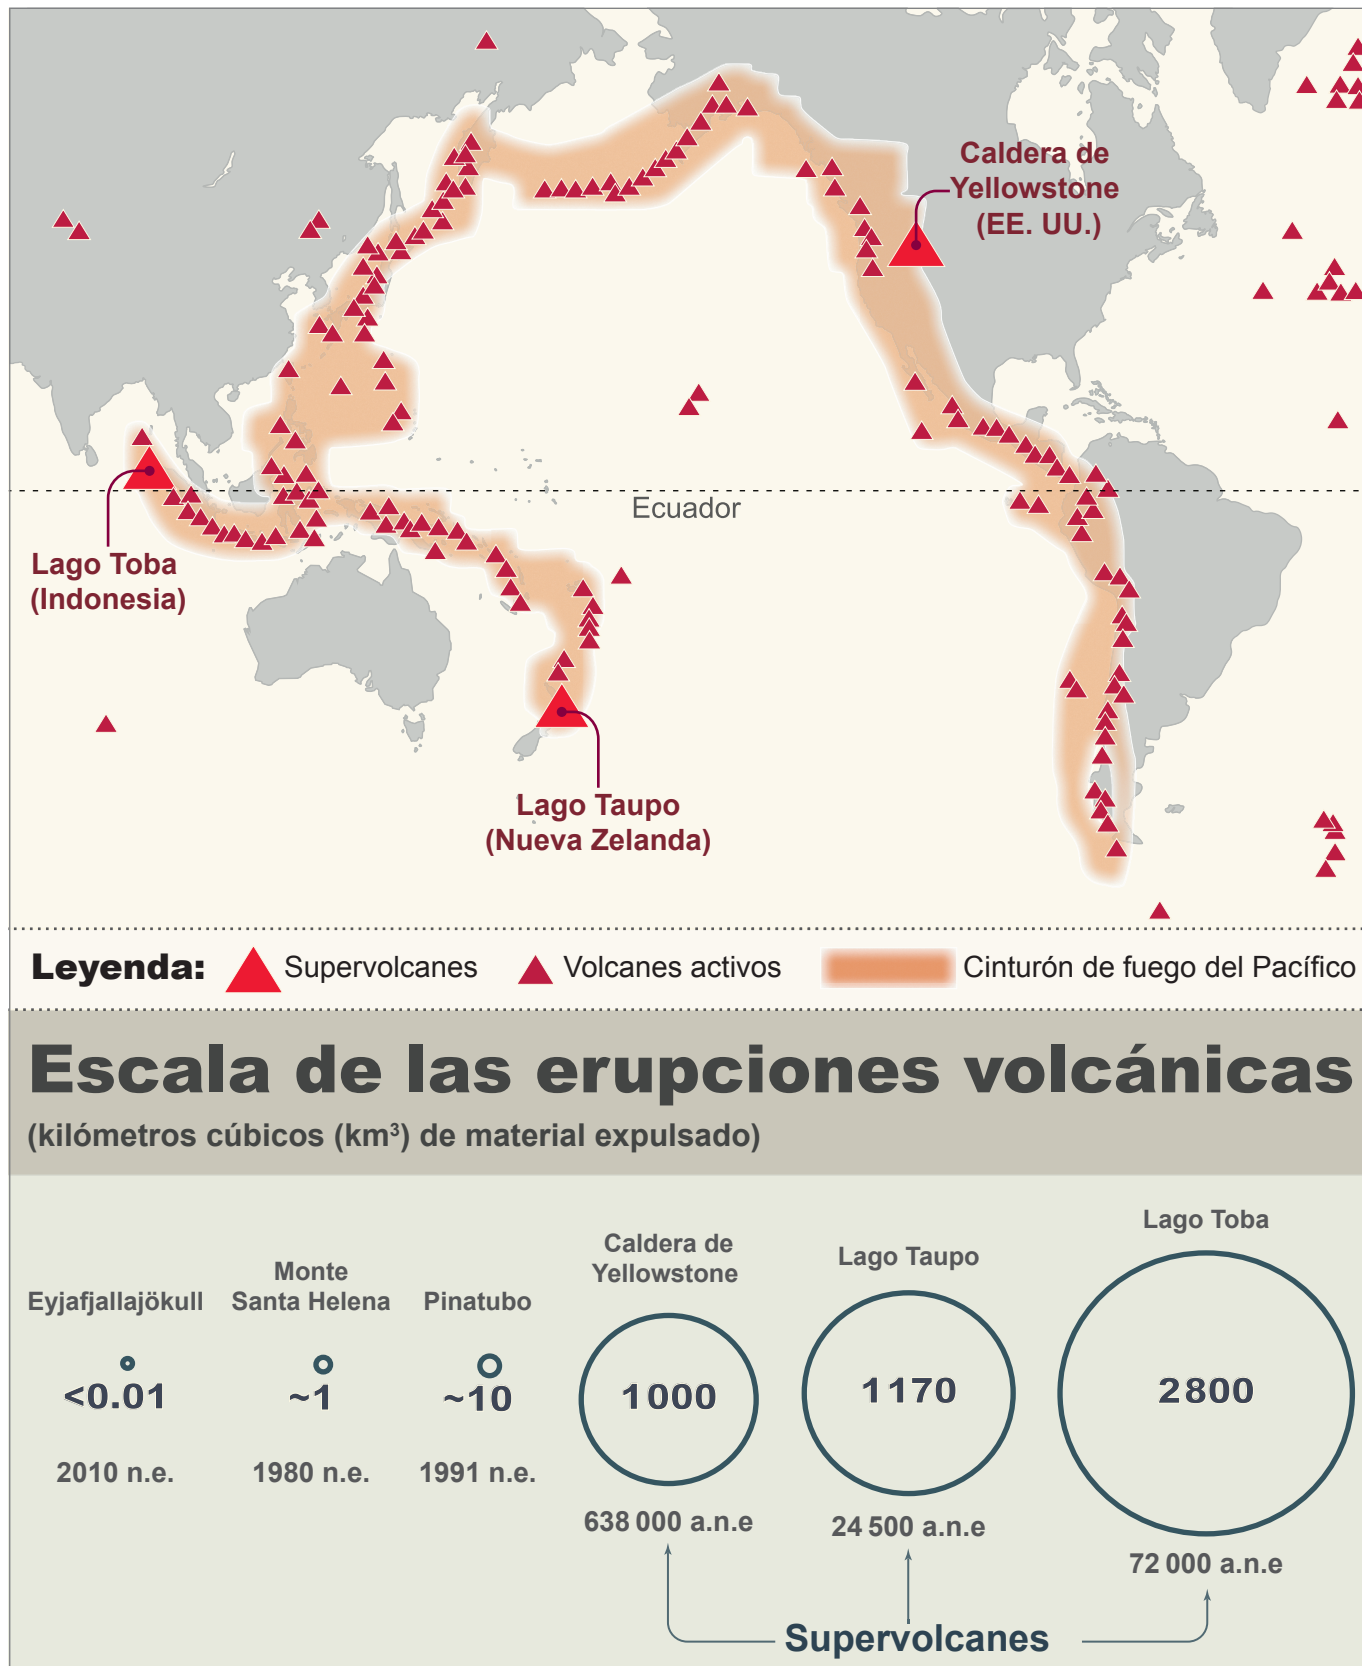 Caldera de
Yellowstone
(EE. UU.)
Ecuador
Lago Toba
(Indonesia)
Lago Taupo
(Nueva Zelanda)
Leyenda: Supervolcanes Volcanes activos Cinturón de fuego del Pacífico
Escala de las erupciones volcánicas
(kilómetros cúbicos (km³) de material expulsado)
Eyjafjallajökull
<0.01
2010 n.e.
Monte
Santa Helena
~1
1980 n.e.
Pinatubo
~10
1991 n.e.
Caldera de
Yellowstone
1000
638 000 a.n.e
Lago Taupo
1170
24 500 a.n.e
Lago Toba
2800
72 000 a.n.e
Supervolcanes